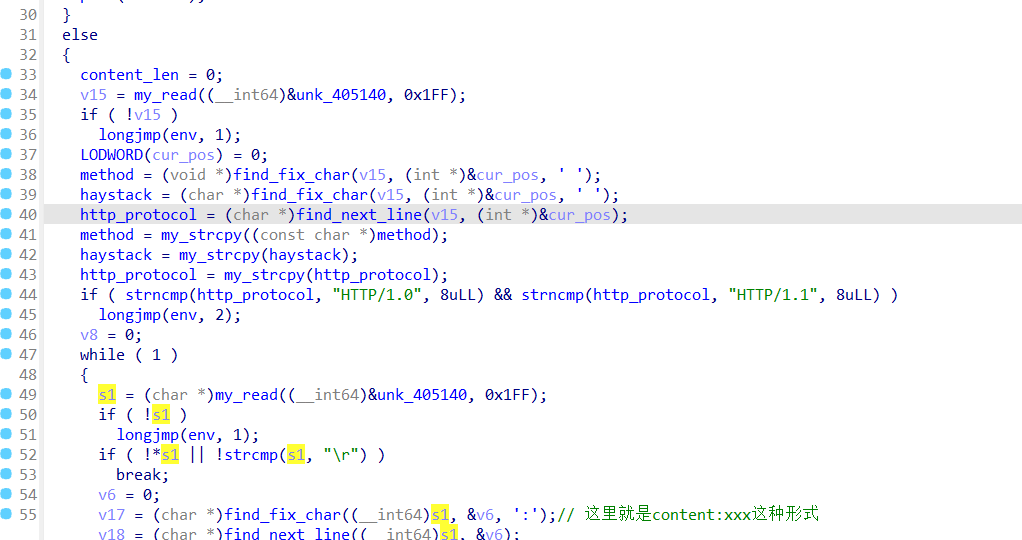 30 }
31 else
32 {
33 content_len = 0;
34 v15 = my_read((__int64)&unk_405140, 0x1FF);
35 if ( !v15 )
36 longjmp(env, 1);
37 LODWORD(cur_pos) = 0;
38 method = (void *)find_fix_char(v15, (int *)&cur_pos, ' ');
39 haystack = (char *)find_fix_char(v15, (int *)&cur_pos, ' ');
40 http_protocol = (char *)find_next_line(v15, (int *)&cur_pos);
41 method = my_strcpy((const char *)method);
42 haystack = my_strcpy(haystack);
43 http_protocol = my_strcpy(http_protocol);
44 if ( strncmp(http_protocol, "HTTP/1.0", 8uLL) && strncmp(http_protocol, "HTTP/1.1", 8uLL) )
45 longjmp(env, 2);
46 v8 = 0;
47 while ( 1 )
48 {
49 s1 = (char *)my_read((__int64)&unk_405140, 0x1FF);
50 if ( !s1 )
51 longjmp(env, 1);
52 if ( !*s1 || !strcmp(s1, "\r") )
53 break;
54 v6 = 0;
55 v17 = (char *)find_fix_char((__int64)s1, &v6, ':');// 这里就是content:xxx这种形式
v18 = (char *)find_next_line((__int64)s1, &v6);